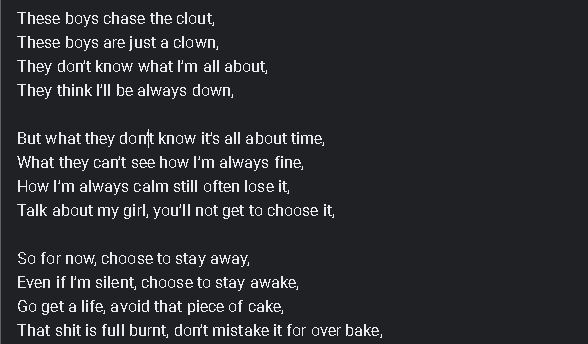 These boys chase the clout,
These boys are just a clown,
They don't know what I'm all about,
They think I'll be always down,

But what they don't know it's all about time,
What they can't see how I'm always fine,
How I'm always calm still often lose it,
Talk about my girl, you'll not get to choose it,

So for now, choose to stay away,
Even if I'm silent, choose to stay awake,
Go get a life, avoid that piece of cake,
That shit is full burnt, don't mistake it for over bake,